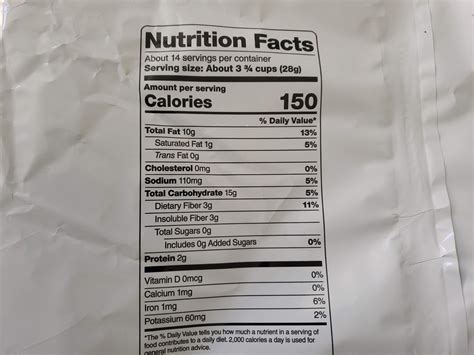 Nutrition Facts
About 14 servings per container
Serving size: About 3 ¾ cups (28g)
Amount per serving
Calories 150
% Daily Value*
Total Fat 10g 13%
Saturated Fat 1g 5%
Trans Fat 0g
Cholesterol 0mg 0%
Sodium 110mg 5%
Total Carbohydrate 15g 5%
Dietary Fiber 3g 11%
Insoluble Fiber 3g
Total Sugars 0g
Includes 0g Added Sugars 0%
Protein 2g
Vitamin D 0mcg 0%
Calcium 1mg 0%
Iron 1mg 6%
Potassium 60mg 2%
*The % Daily Value tells you how much a nutrient in a serving of
food contributes to a daily diet. 2,000 calories a day is used for
general nutrition advice.